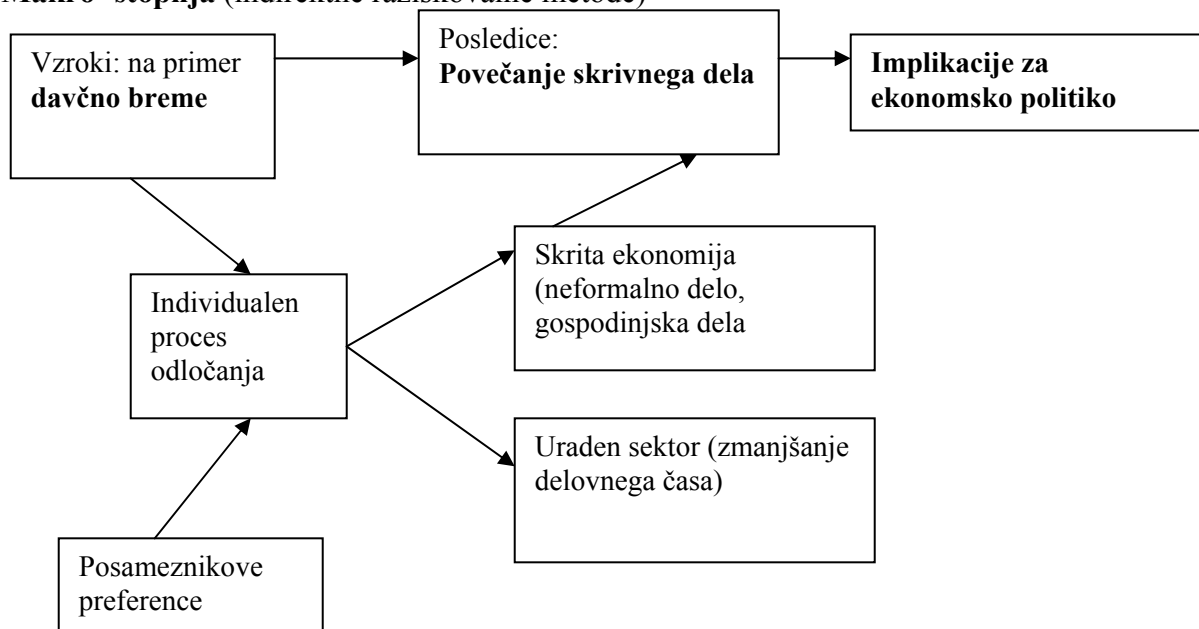 Makro- stopnja (indirektne raziskovalne metode)
Vzroki: na primer
davčno breme
Posledice:
Povečanje skrivnega dela
Implikacije za
ekonomsko politiko
Individualen
proces
odločanja
Skrita ekonomija
(neformalno delo,
gospodinjska dela
Uraden sektor (zmanjšanje
delovnega časa)
Posameznikove
preference